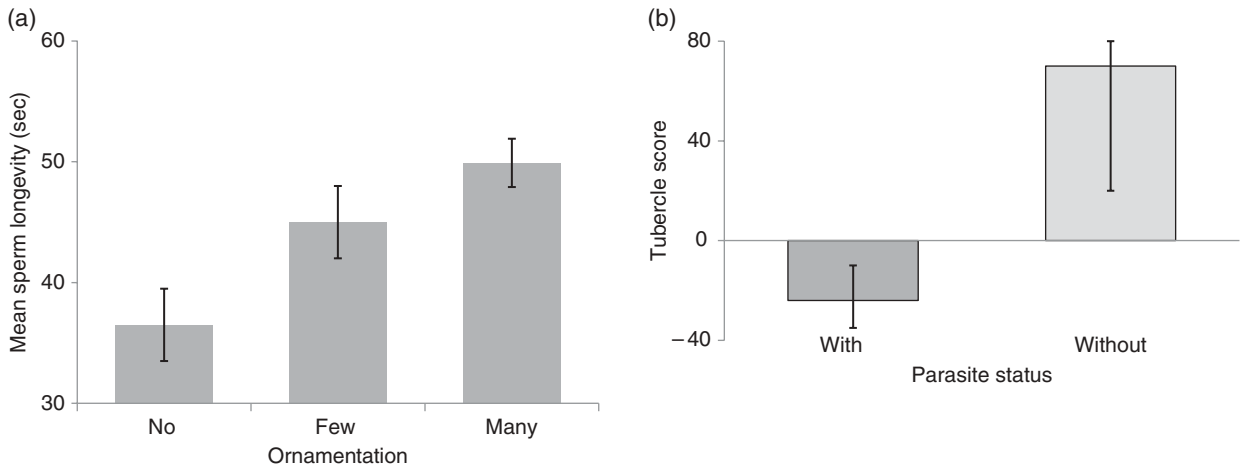 (a)
60
50
40
30
Mean sperm longevity (sec)
No Few Many
Ornamentation
(b)
80
40
0
−40
Tubercle score
With Without
Parasite status